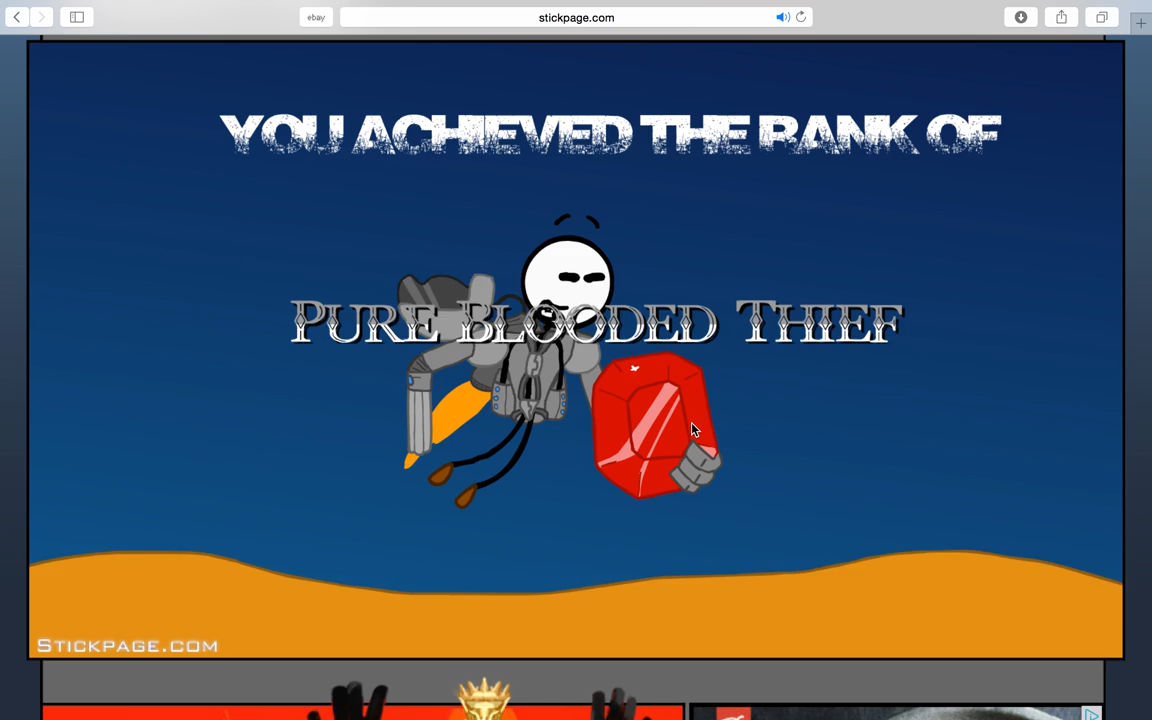 ebay
stickpage.com
YOU ACHIEVED THE RANK OF
PURE BLOODED THIEF
STICKPAGE.COM